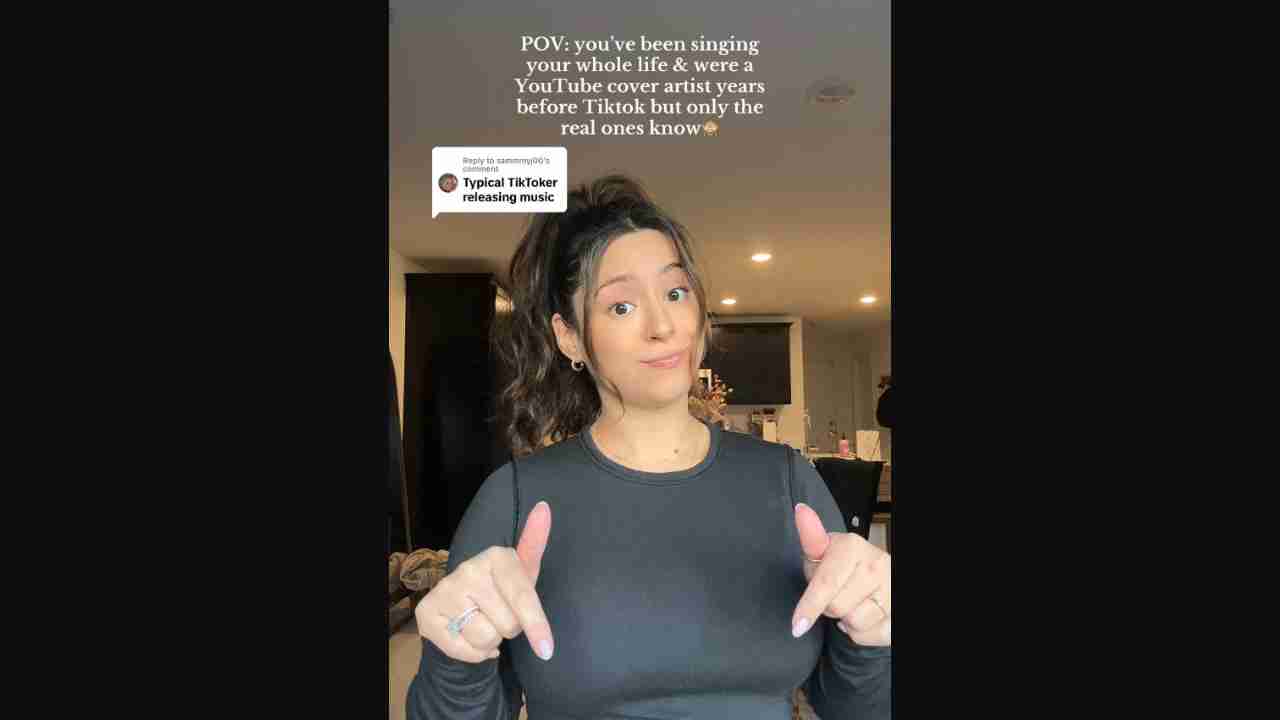 POV: you've been singing
your whole life & were a
YouTube cover artist years
before Tiktok but only the
real ones know🙈
Reply to sammmyj00's
comment
Typical TikToker
releasing music